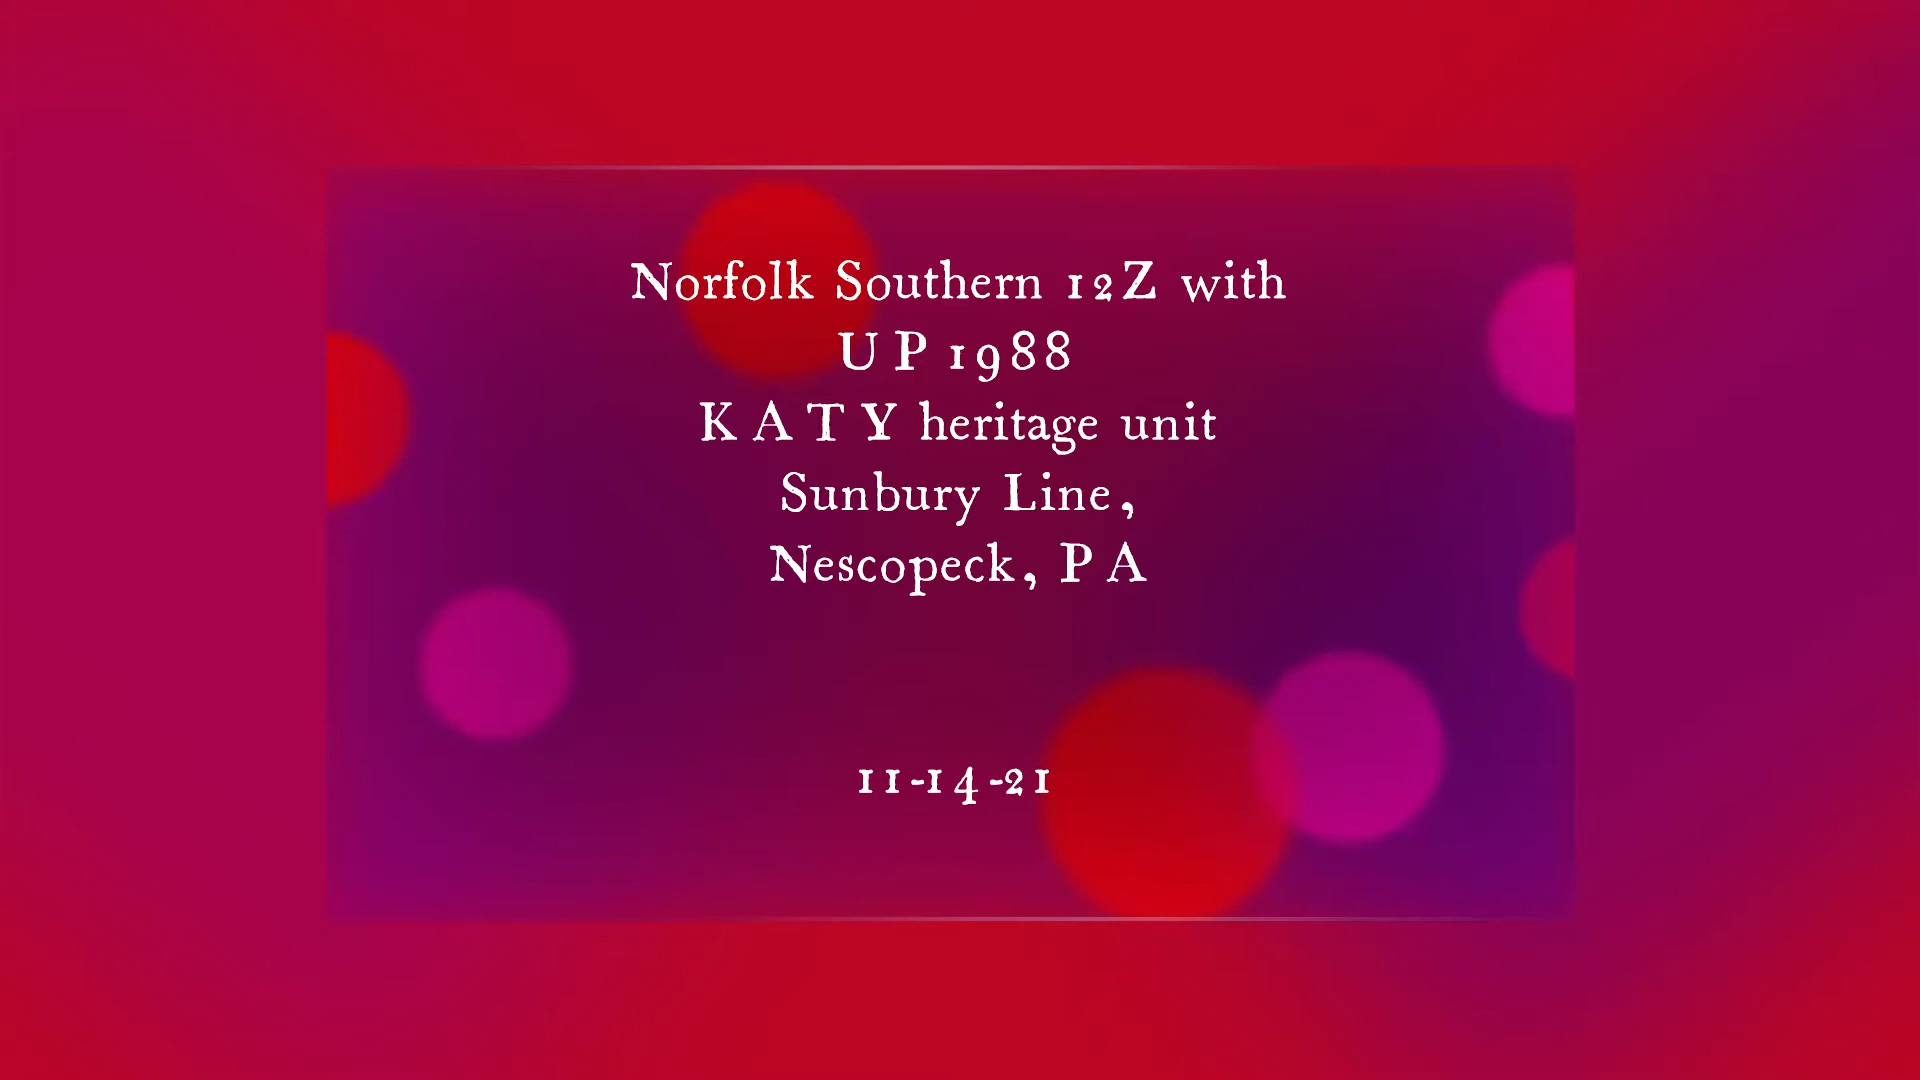 Norfolk Southern 12Z with
UP 1988
KATY heritage unit
Sunbury Line,
Nescopeck, PA
11-14-21